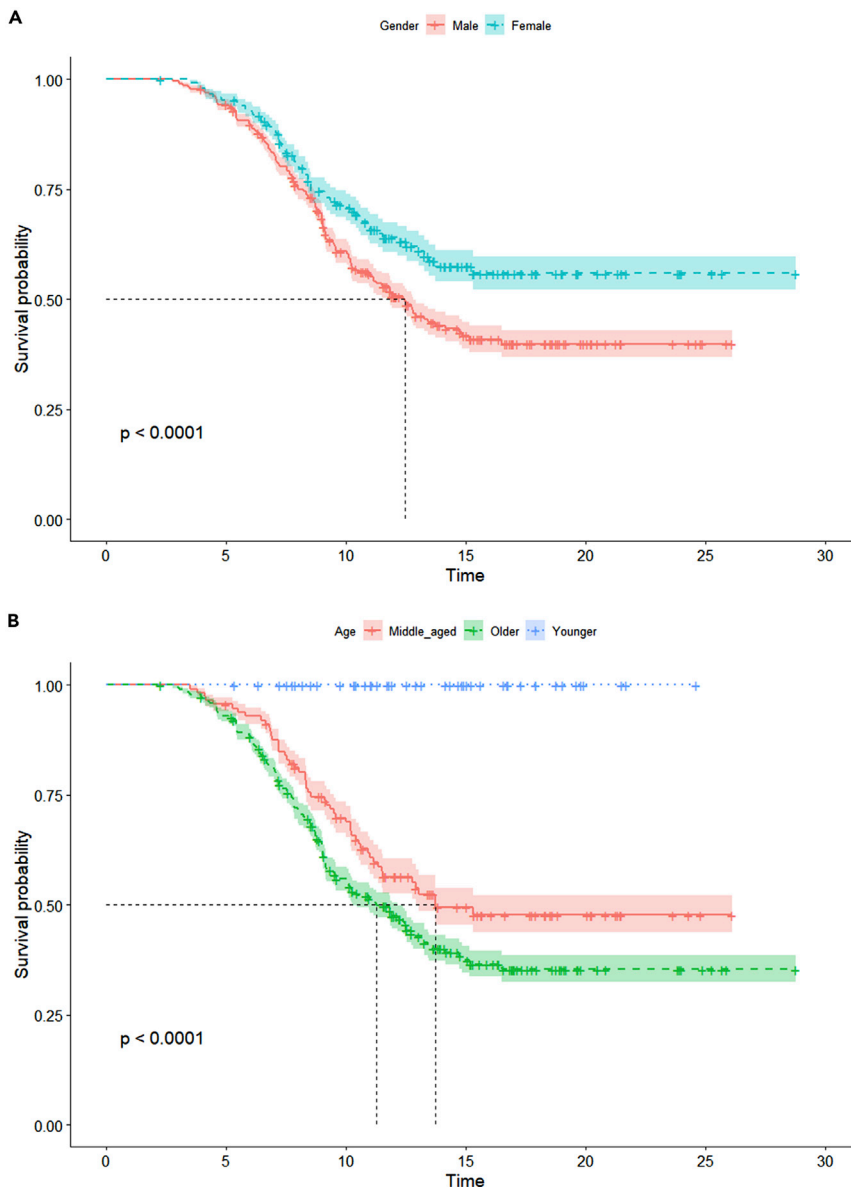 A
Gender Male Female
1.00
0.75
0.50
0.25
0.00
Survival probability
p < 0.0001
0 5 10 15 20 25 30
Time
B
Age Middle_aged Older Younger
1.00
0.75
0.50
0.25
0.00
Survival probability
p < 0.0001
0 5 10 15 20 25 30
Time